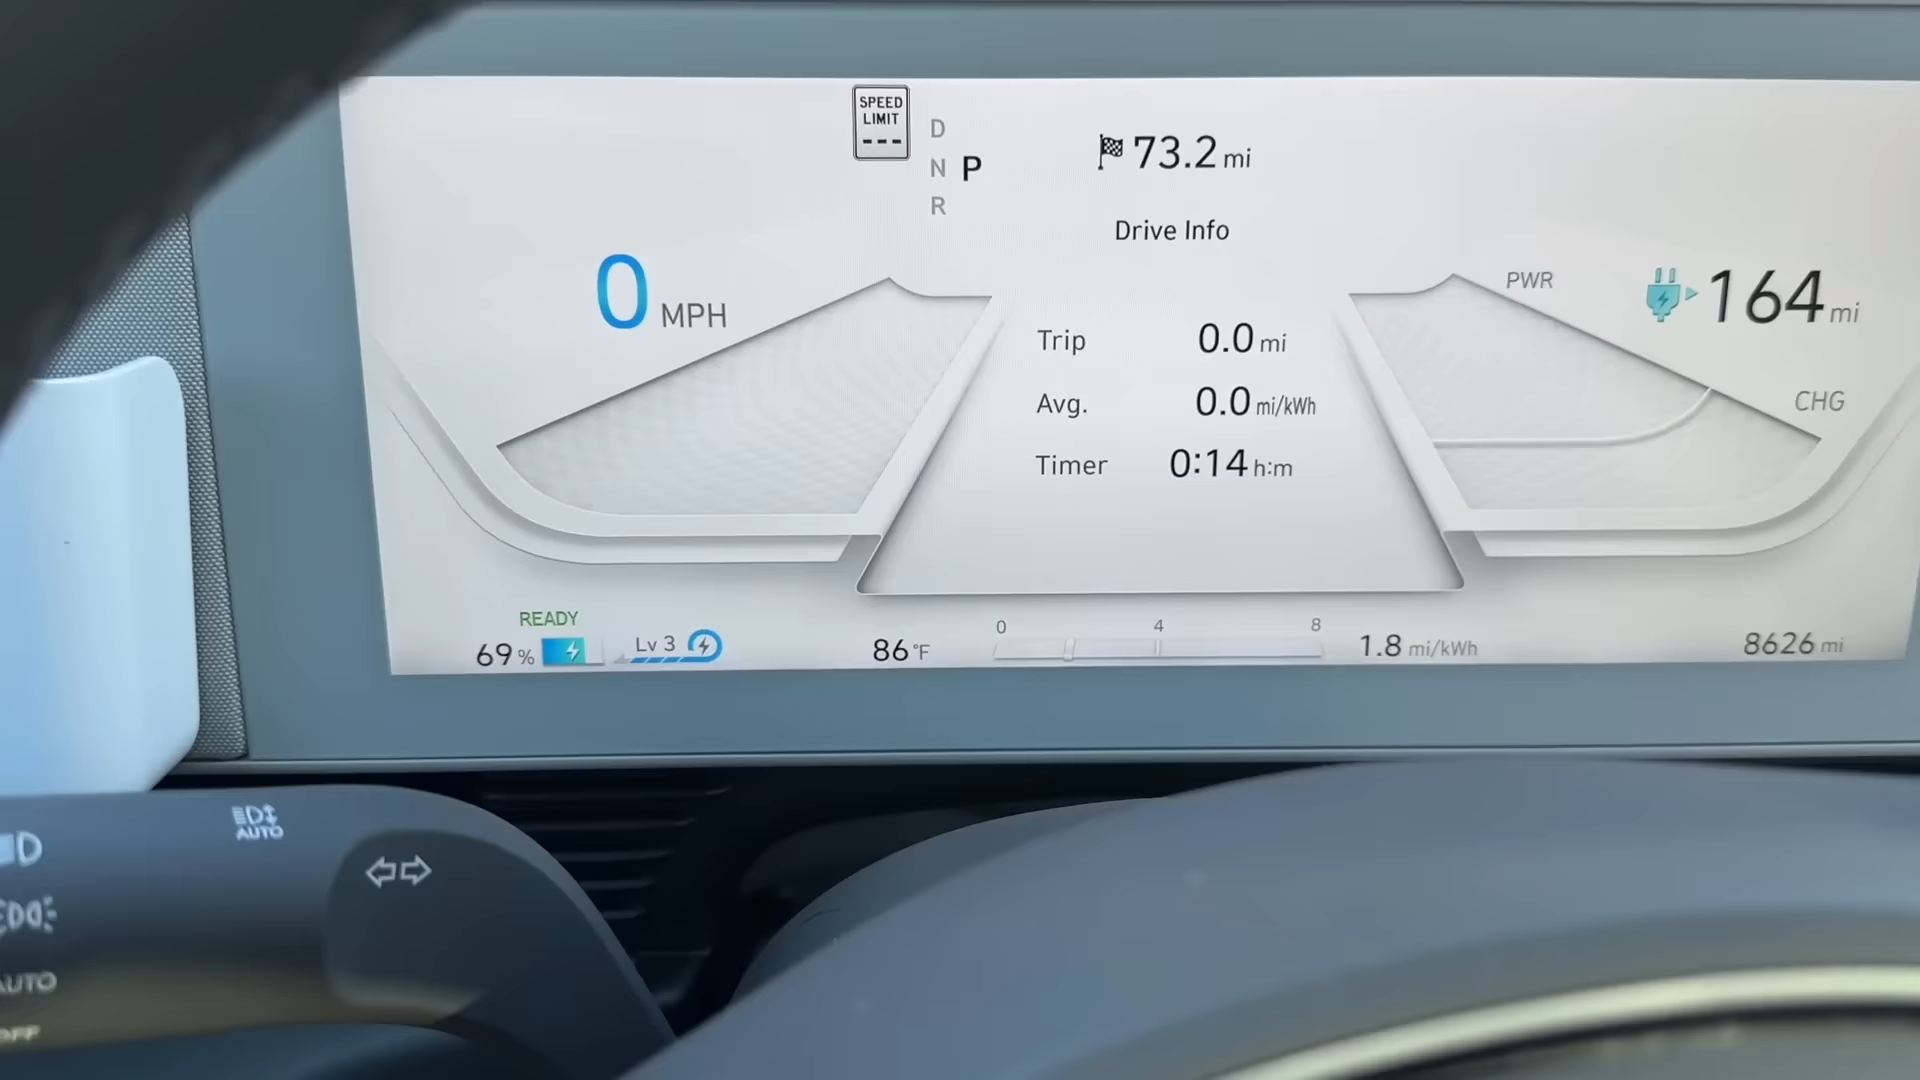 SPEED
LIMIT
---
D
N P
R
73.2 mi
Drive Info
0 MPH
PWR
164 mi
CHG
Trip 0.0 mi
Avg. 0.0 mi/kWh
Timer 0:14 h:m
READY
69 %
Lv 3
86 °F
0 4 8
1.8 mi/kWh
8626 mi
AUTO
AUTO
OFF